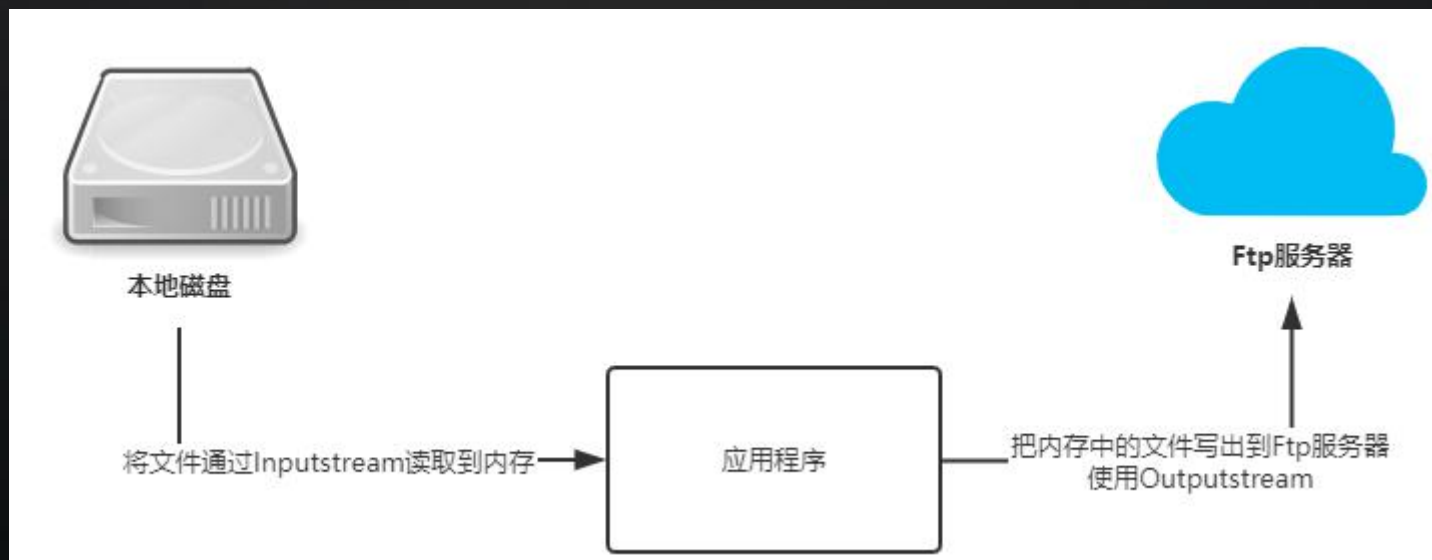 本地磁盘
Ftp服务器
将文件通过Inputstream读取到内存
应用程序
把内存中的文件写出到Ftp服务器
使用Outputstream